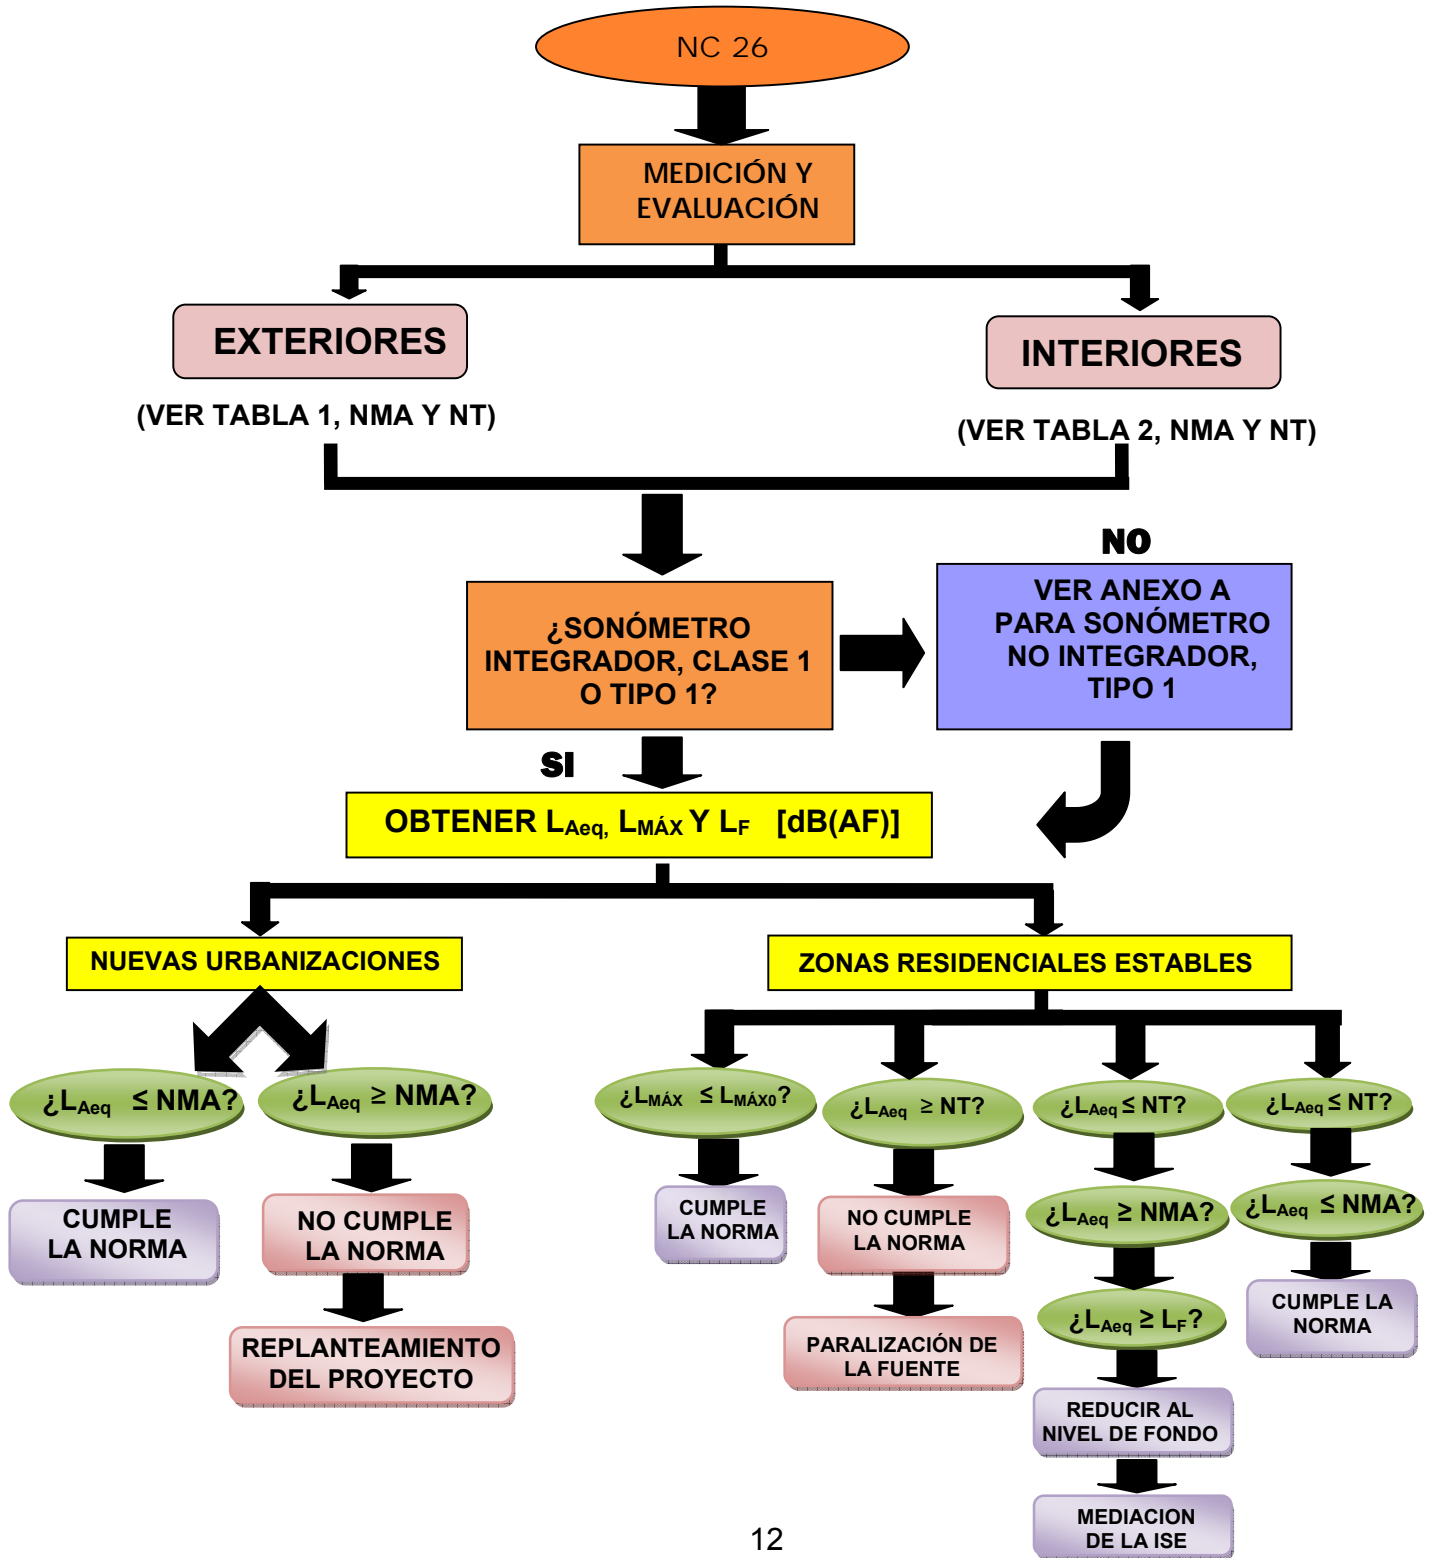 NC 26
MEDICIÓN Y
EVALUACIÓN
EXTERIORES
(VER TABLA 1, NMA Y NT)
INTERIORES
(VER TABLA 2, NMA Y NT)
¿SONÓMETRO
INTEGRADOR, CLASE 1
O TIPO 1?
NO
VER ANEXO A
PARA SONÓMETRO
NO INTEGRADOR,
TIPO 1
SI
OBTENER LAeq, LMÁX Y LF [dB(AF)]
NUEVAS URBANIZACIONES
¿LAeq ≤ NMA?
CUMPLE
LA NORMA
¿LAeq ≥ NMA?
NO CUMPLE
LA NORMA
REPLANTEAMIENTO
DEL PROYECTO
ZONAS RESIDENCIALES ESTABLES
¿LMÁX ≤ LMÁX0?
CUMPLE
LA NORMA
¿LAeq ≥ NT?
NO CUMPLE
LA NORMA
PARALIZACIÓN DE
LA FUENTE
¿LAeq ≤ NT?
¿LAeq ≥ NMA?
¿LAeq ≥ LF?
REDUCIR AL
NIVEL DE FONDO
MEDIACION
DE LA ISE
¿LAeq ≤ NT?
¿LAeq ≤ NMA?
CUMPLE LA
NORMA
12